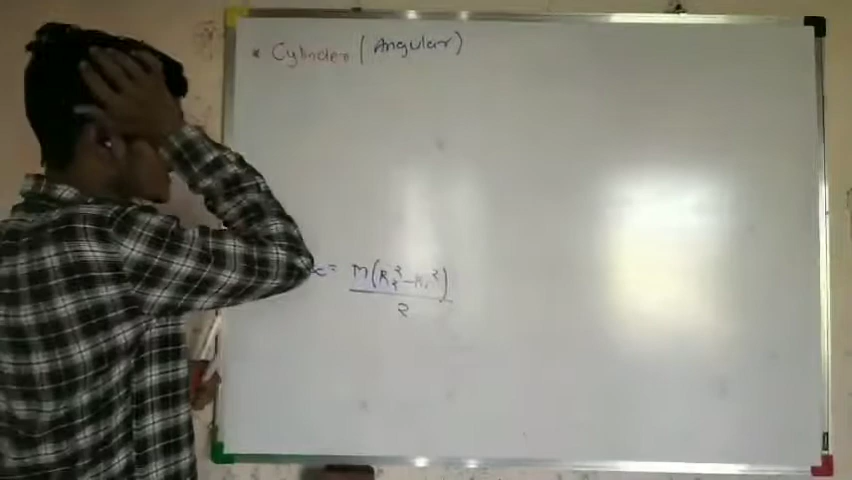 * Cylinder (Angular)
= M(R₂² - R₁²)
2